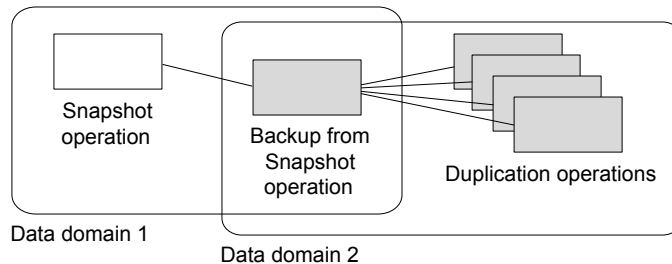 Snapshot
operation
Backup from
Snapshot
operation
Duplication operations
Data domain 1
Data domain 2